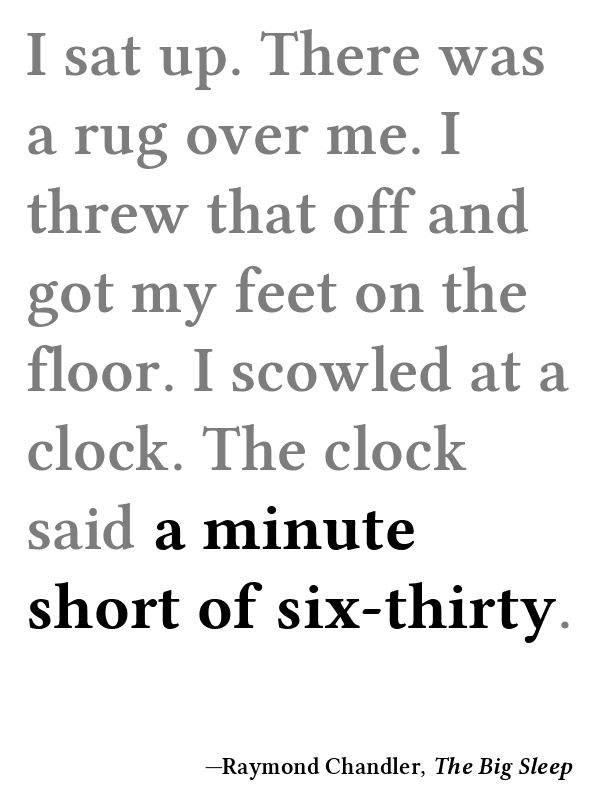 I sat up. There was
a rug over me. I
threw that off and
got my feet on the
floor. I scowled at a
clock. The clock
said a minute
short of six-thirty.
—Raymond Chandler, The Big Sleep